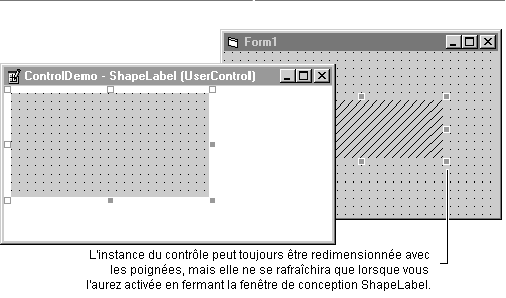 Form1
ControlDemo - ShapeLabel (UserControl)
L'instance du contrôle peut toujours être redimensionnée avec
les poignées, mais elle ne se rafraîchira que lorsque vous
l'aurez activée en fermant la fenêtre de conception ShapeLabel.